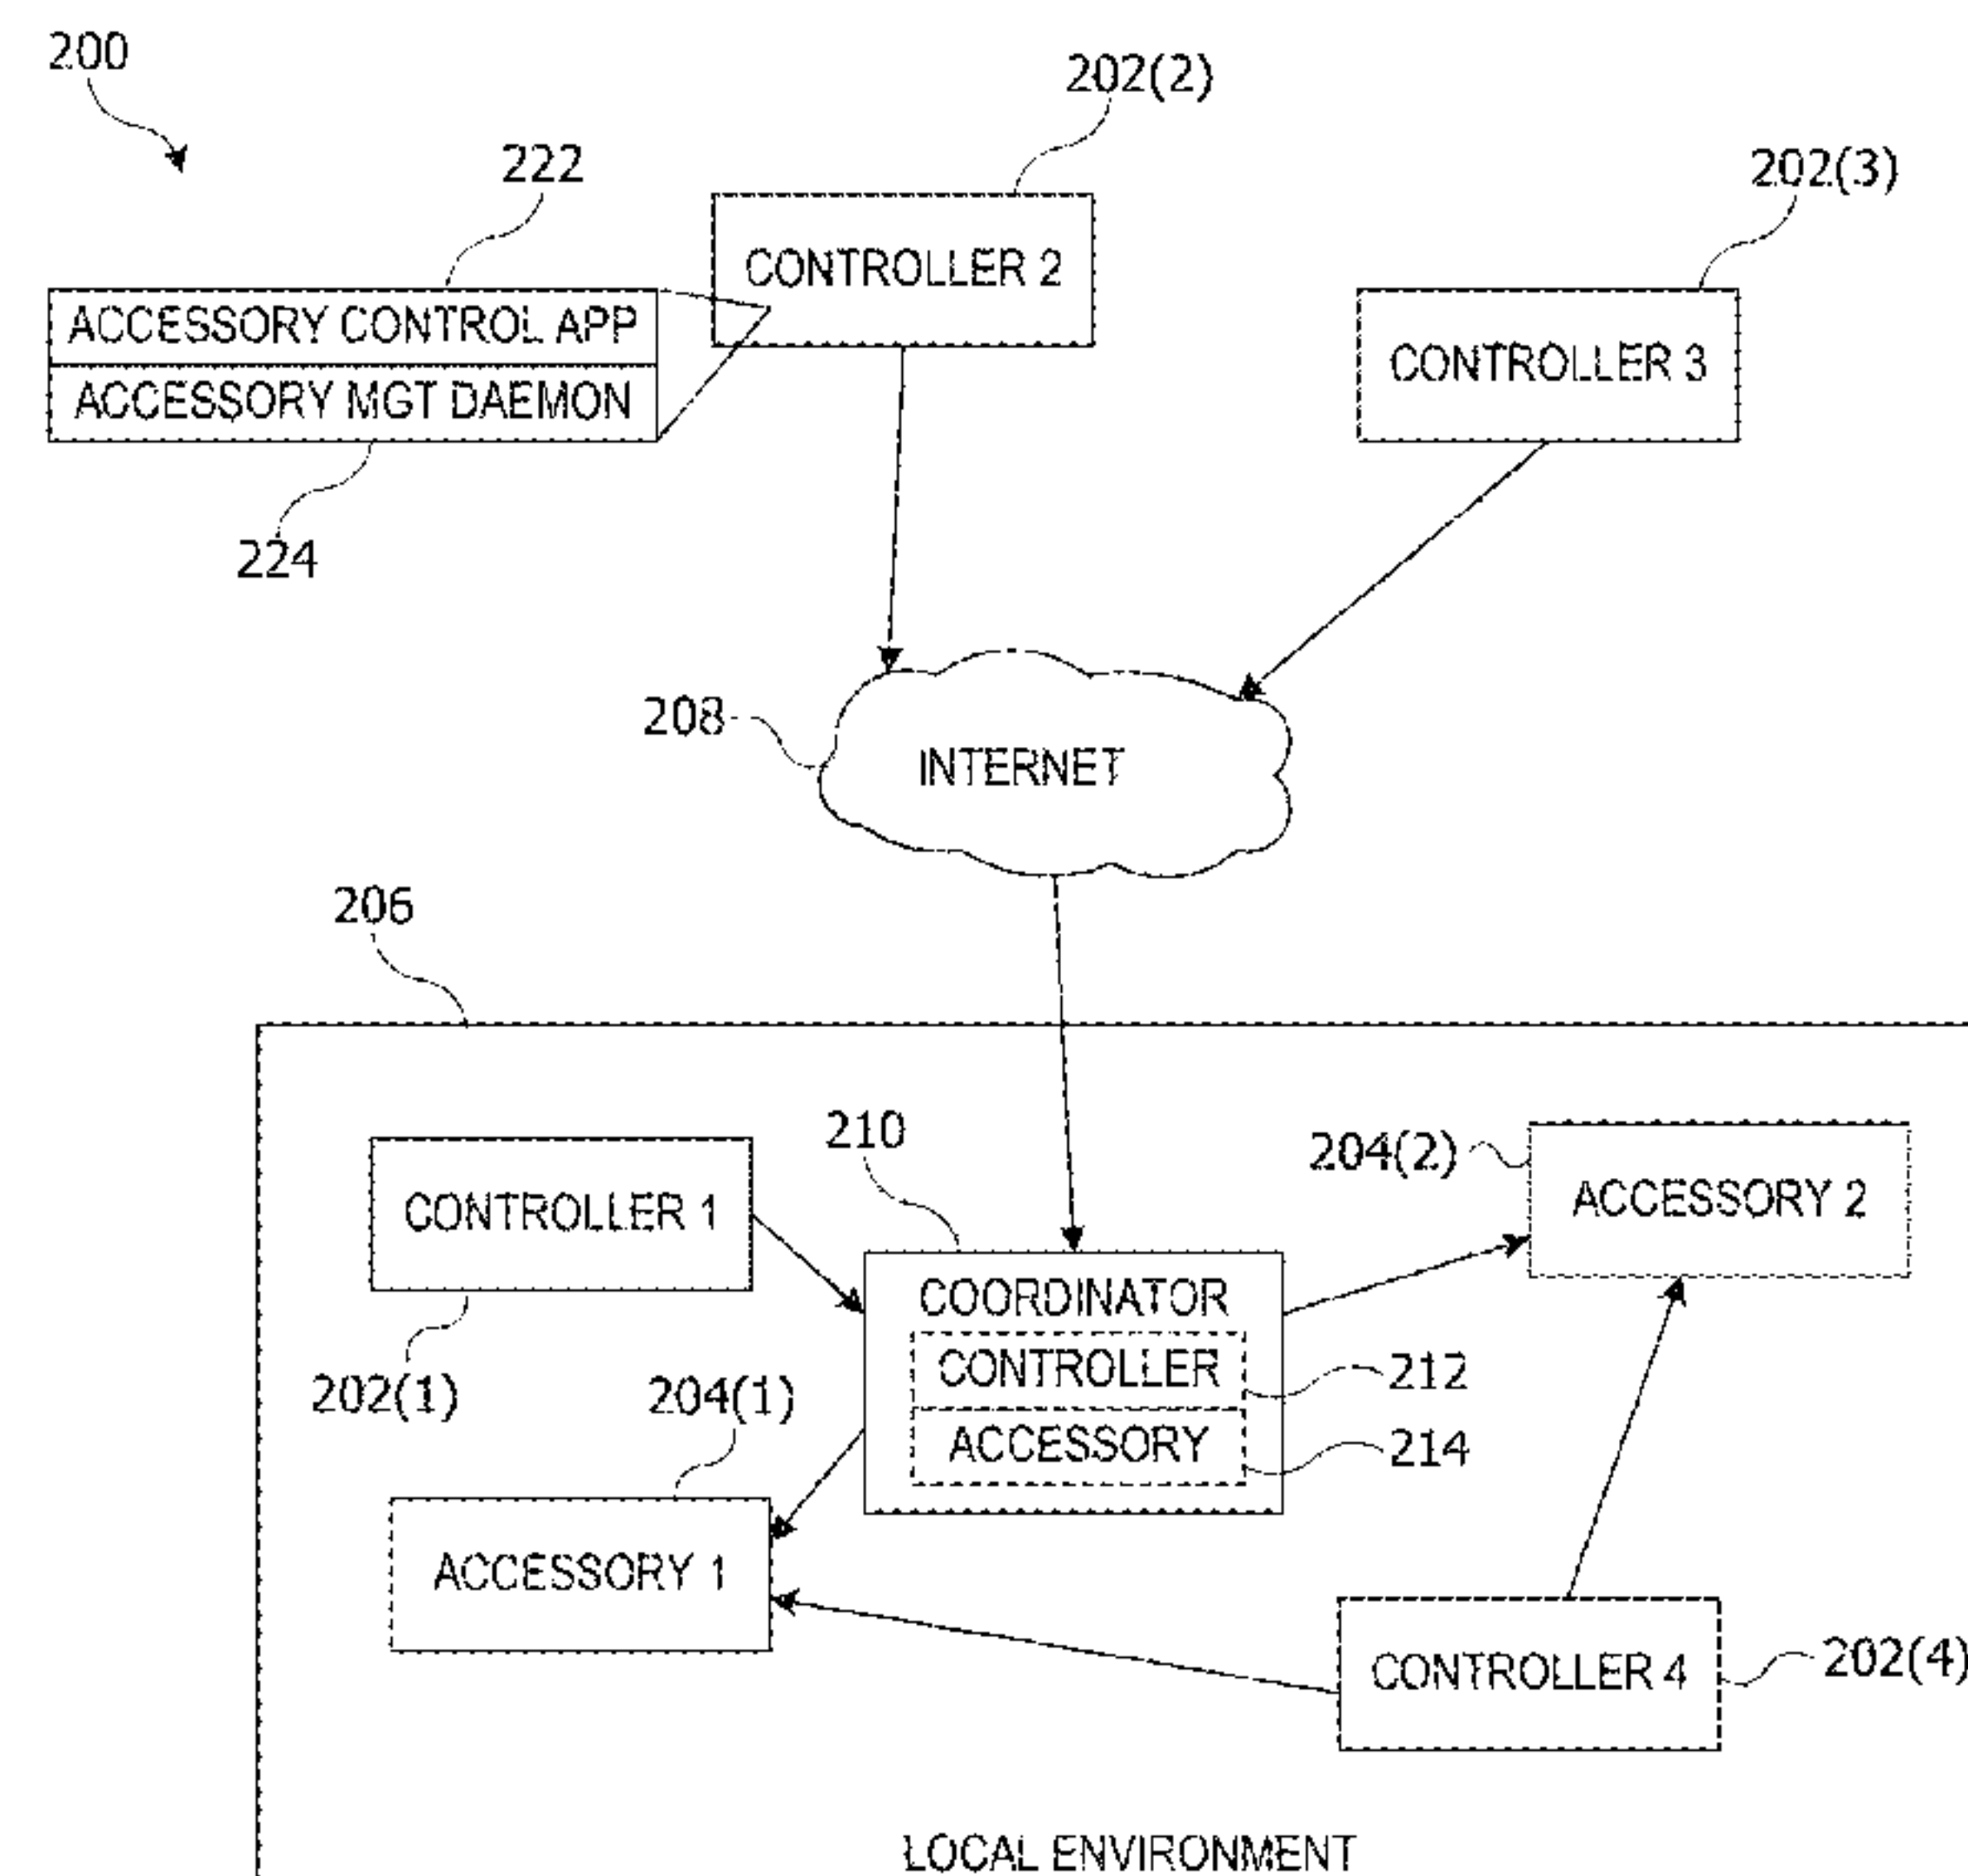 200
202(2)
222
202(3)
CONTROLLER 2
ACCESSORY CONTROL APP
CONTROLLER 3
ACCESSORY MGT DAEMON
224
208
INTERNET
206
210
204(2)
ACCESSORY 2
CONTROLLER 1
COORDINATOR
CONTROLLER
212
202(1)
204(1)
ACCESSORY
214
ACCESSORY 1
CONTROLLER 4
202(4)
LOCAL ENVIRONMENT